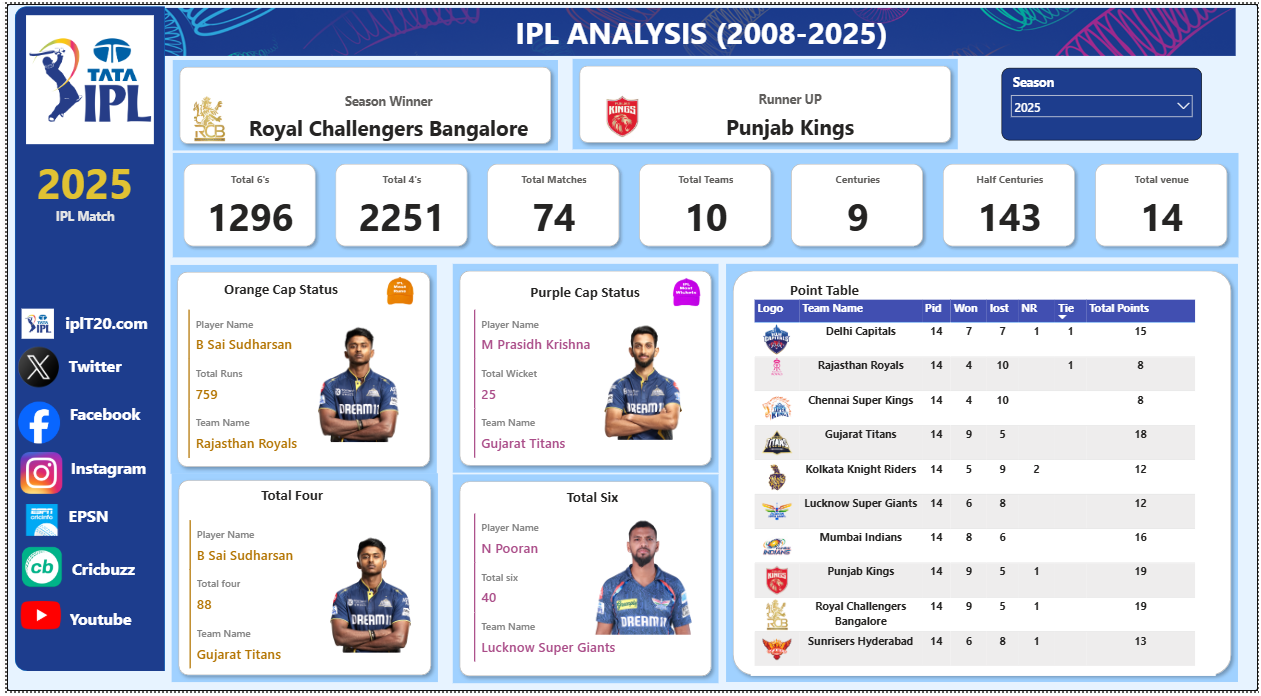 TATA
IPL
IPL ANALYSIS (2008-2025)
Season Winner
Royal Challengers Bangalore
RCB
Runner UP
Punjab Kings
KINGS
Season
2025
2025
IPL Match
Total 6's
1296
Total 4's
2251
Total Matches
74
Total Teams
10
Centuries
9
Half Centuries
143
Total venue
14
iplT20.com
Twitter
Facebook
Instagram
EPSN
Cricbuzz
Youtube
Orange Cap Status
Player Name
B Sai Sudharsan
Total Runs
759
Team Name
Rajasthan Royals
DREAM11
Purple Cap Status
Player Name
M Prasidh Krishna
Total Wicket
25
Team Name
Gujarat Titans
DREAM11
Total Four
Player Name
B Sai Sudharsan
Total four
88
Team Name
Gujarat Titans
DREAM11
Total Six
Player Name
N Pooran
Total six
40
Team Name
Lucknow Super Giants
DREAM11
Point Table
Logo Team Name Pid Won lost NR Tie Total Points
Delhi Capitals 14 7 7 1 1 15
Rajasthan Royals 14 4 10 1 8
Chennai Super Kings 14 4 10 8
Gujarat Titans 14 9 5 18
Kolkata Knight Riders 14 5 9 2 12
Lucknow Super Giants 14 6 8 12
Mumbai Indians 14 8 6 16
Punjab Kings 14 9 5 1 19
Royal Challengers
Bangalore 14 9 5 1 19
Sunrisers Hyderabad 14 6 8 1 13